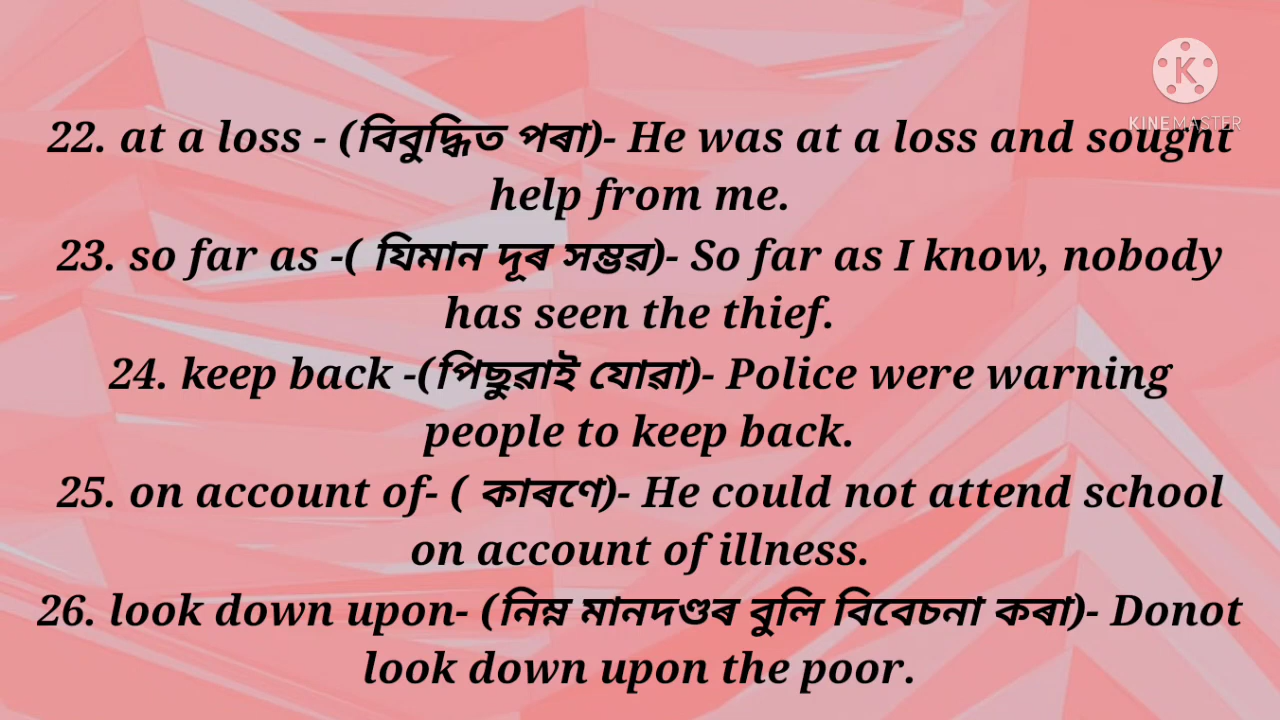 KINEMASTER
22. at a loss - (বিবুদ্ধিত পৰা)- He was at a loss and sought
help from me.
23. so far as -( যিমান দূৰ সম্ভৱ)- So far as I know, nobody
has seen the thief.
24. keep back -(পিছুৱাই যোৱা)- Police were warning
people to keep back.
25. on account of- ( কাৰণে)- He could not attend school
on account of illness.
26. look down upon- (নিম্ন মানদণ্ডৰ বুলি বিবেচনা কৰা)- Donot
look down upon the poor.